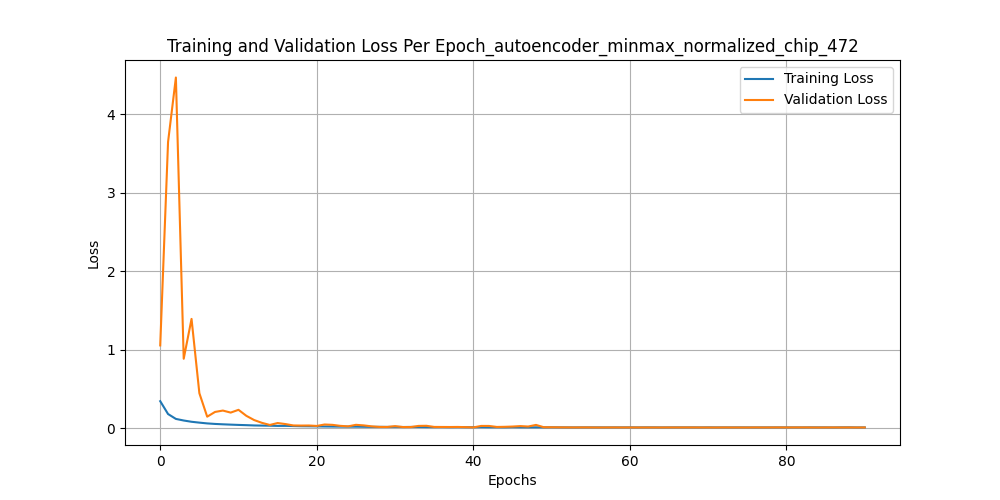 Training and Validation Loss Per Epoch_autoencoder_minmax_normalized_chip_472
Training Loss
Validation Loss
4
3
2
1
0
Loss
0
20
40
60
80
Epochs